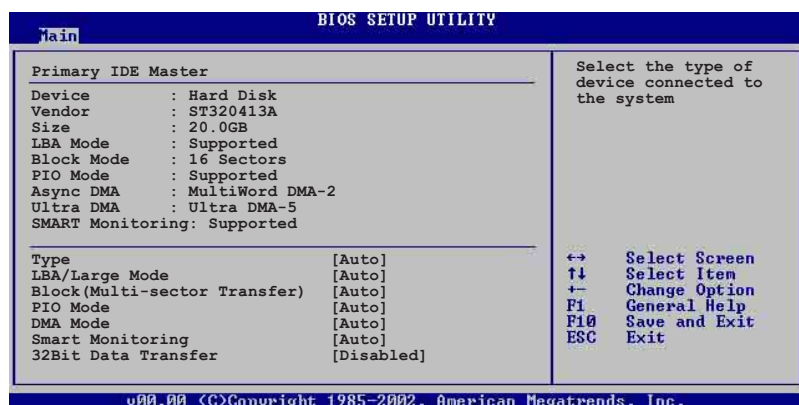 BIOS SETUP UTILITY
Main
Primary IDE Master
Device : Hard Disk
Vendor : ST320413A
Size : 20.0GB
LBA Mode : Supported
Block Mode : 16 Sectors
PIO Mode : Supported
Async DMA : MultiWord DMA-2
Ultra DMA : Ultra DMA-5
SMART Monitoring: Supported
Type [Auto]
LBA/Large Mode [Auto]
Block(Multi-sector Transfer) [Auto]
PIO Mode [Auto]
DMA Mode [Auto]
Smart Monitoring [Auto]
32Bit Data Transfer [Disabled]
Select the type of
device connected to
the system
↔ Select Screen
↑↓ Select Item
+- Change Option
F1 General Help
F10 Save and Exit
ESC Exit
v00.00 (C)Copyright 1985-2002, American Megatrends, Inc.